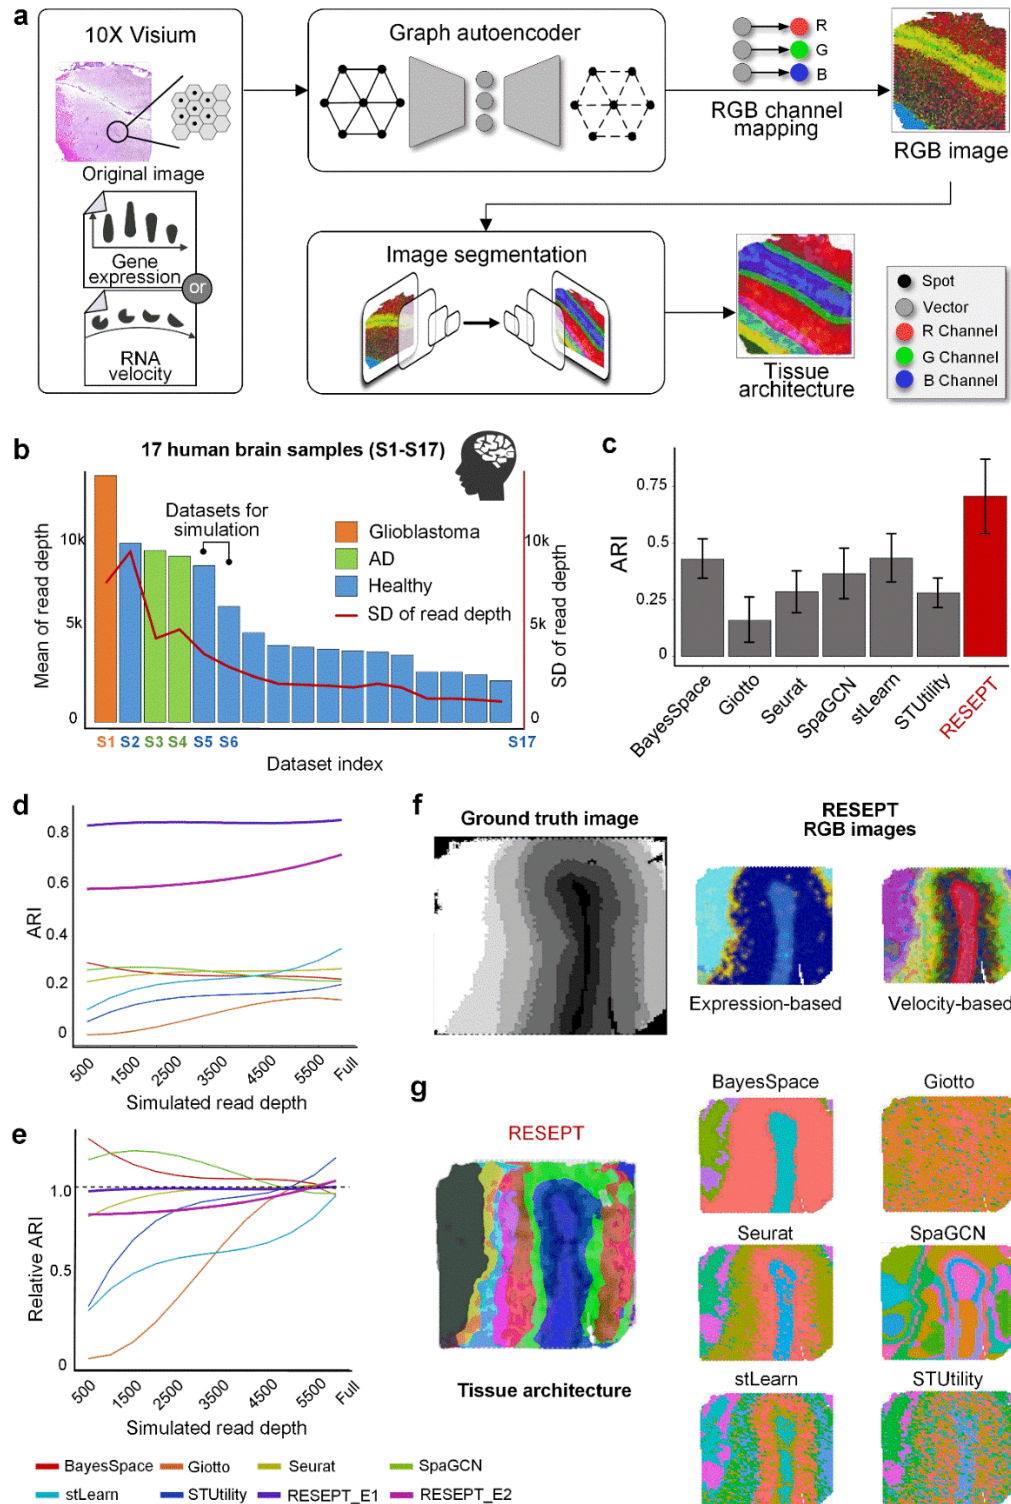 a
10X Visium
Original image
Gene
expression
or
RNA
velocity
Graph autoencoder
R
G
B
RGB channel
mapping
RGB image
Image segmentation
Tissue
architecture
Spot
Vector
R Channel
G Channel
B Channel
b
17 human brain samples (S1-S17)
Datasets for
simulation
Glioblastoma
AD
Healthy
SD of read depth
Mean of read depth
10k
5k
0
SD of read depth
10k
5k
0
S1 S2 S3 S4 S5 S6 S17
Dataset index
c
ARI
0.75
0.5
0.25
0
BayesSpace
Giotto
Seurat
SpaGCN
stLearn
STUtility
RESEPT
d
ARI
0.8
0.6
0.4
0.2
0
500 1500 2500 3500 4500 5500 Full
Simulated read depth
e
Relative ARI
1.0
0.5
0
500 1500 2500 3500 4500 5500 Full
Simulated read depth
BayesSpace Giotto Seurat SpaGCN
stLearn STUtility RESEPT_E1 RESEPT_E2
f
Ground truth image
RESEPT
RGB images
Expression-based
Velocity-based
g
RESEPT
Tissue architecture
BayesSpace
Giotto
Seurat
SpaGCN
stLearn
STUtility